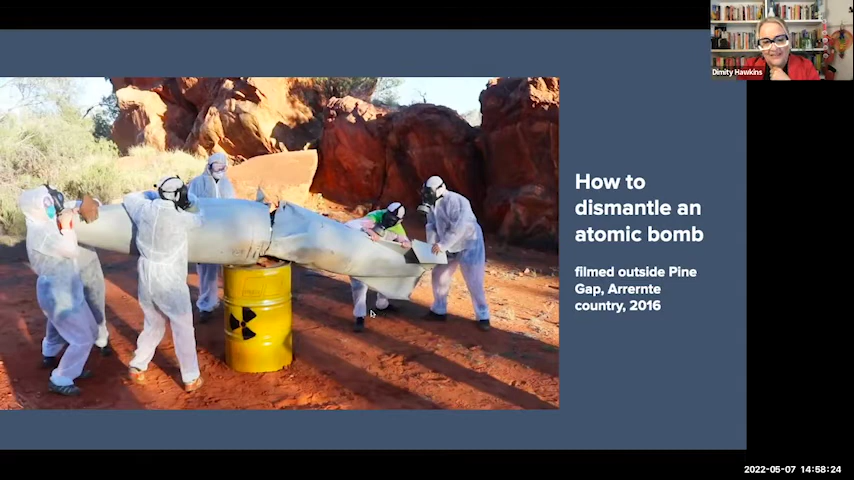 Dimity Hawkins
How to
dismantle an
atomic bomb
filmed outside Pine
Gap, Arrernte
country, 2016
2022-05-07 14:58:24